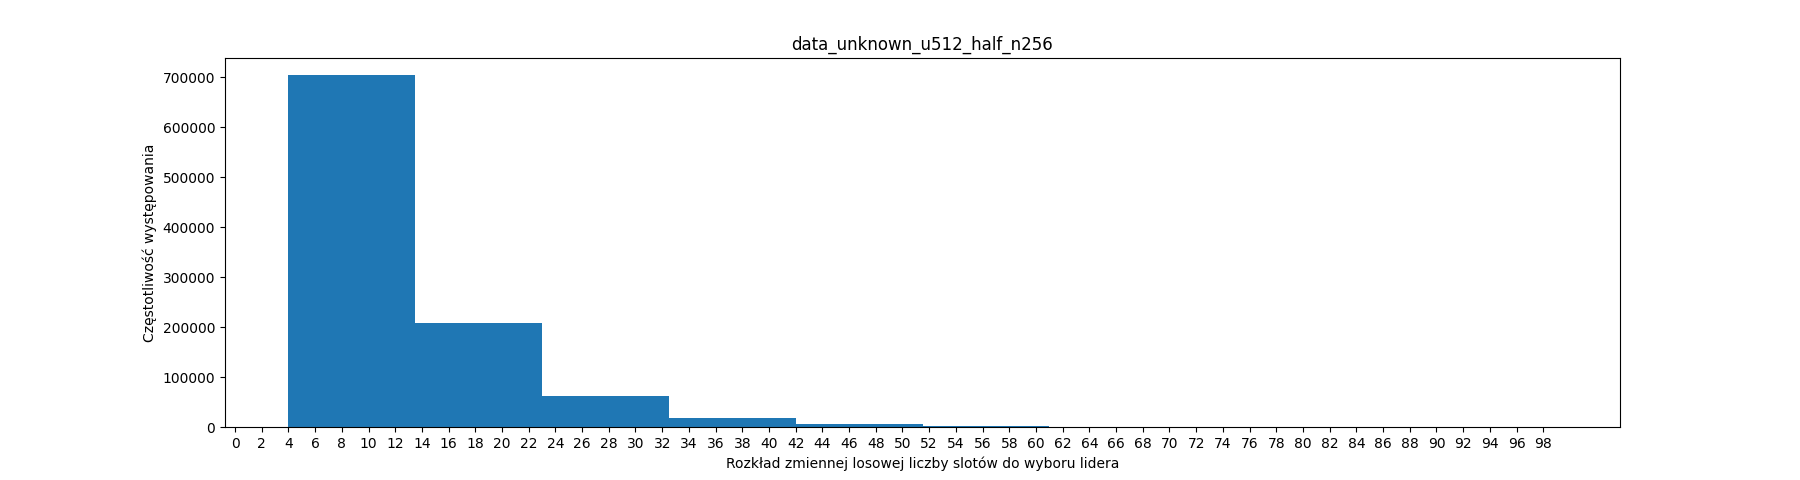 data_unknown_u512_half_n256
Częstotliwość występowania
700000
600000
500000
400000
300000
200000
100000
0
0 2 4 6 8 10 12 14 16 18 20 22 24 26 28 30 32 34 36 38 40 42 44 46 48 50 52 54 56 58 60 62 64 66 68 70 72 74 76 78 80 82 84 86 88 90 92 94 96 98
Rozkład zmiennej losowej liczby slotów do wyboru lidera